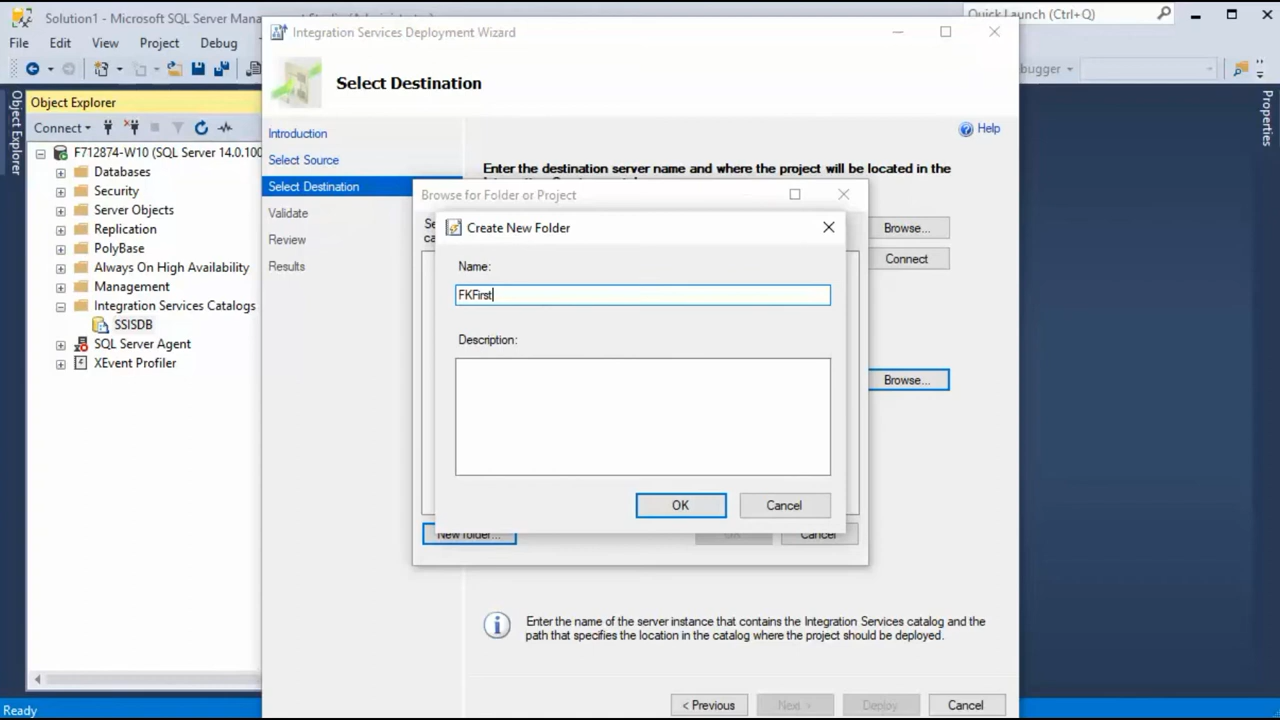 Solution1 - Microsoft SQL Server Mana
Quick Launch (Ctrl+Q)
File Edit View Project Debug
bugger
Object Explorer
Connect
F712874-W10 (SQL Server 14.0.100
Databases
Security
Server Objects
Replication
PolyBase
Always On High Availability
Management
Integration Services Catalogs
SSISDB
SQL Server Agent
XEvent Profiler
Object Explorer
Properties
Integration Services Deployment Wizard
Select Destination
Introduction
Select Source
Select Destination
Validate
Review
Results
Help
Enter the destination server name and where the project will be located in the
Browse...
Connect
Browse...
Browse for Folder or Project
Create New Folder
Name:
FKFirst
Description:
OK Cancel
New folder... Cancel
Enter the name of the server instance that contains the Integration Services catalog and the
path that specifies the location in the catalog where the project should be deployed.
< Previous Next > Deploy Cancel
Ready